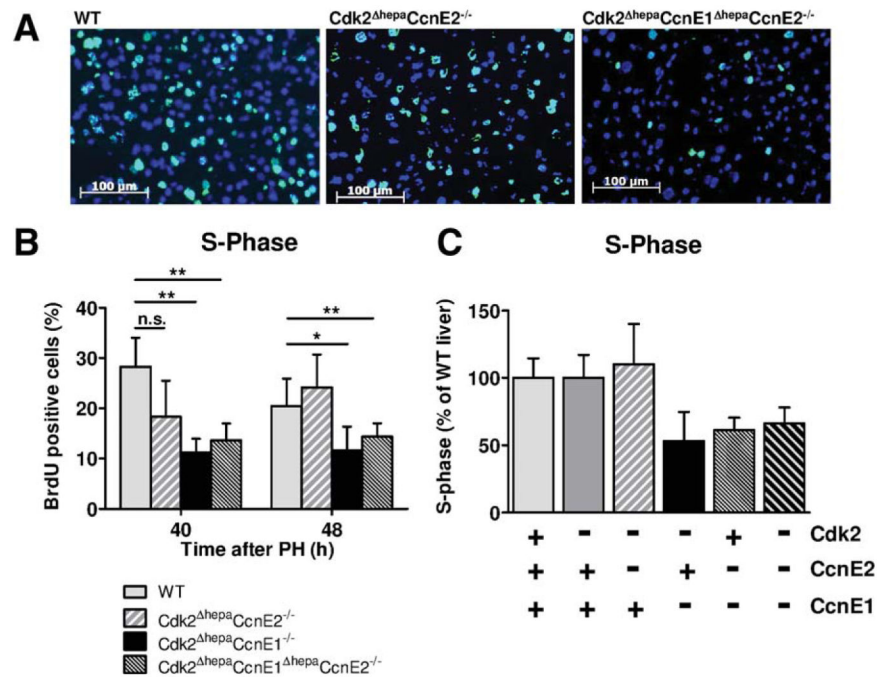 A
WT
Cdk2ΔhepaCcnE2-/-
Cdk2ΔhepaCcnE1ΔhepaCcnE2-/-
100 µm
100 µm
100 µm
B
S-Phase
BrdU positive cells (%)
40
30
20
10
0
**
**
n.s.
**
*
40
48
Time after PH (h)
WT
Cdk2ΔhepaCcnE2-/-
Cdk2ΔhepaCcnE1-/-
Cdk2ΔhepaCcnE1ΔhepaCcnE2-/-
C
S-Phase
S-phase (% of WT liver)
150
100
50
0
+ - - - + - Cdk2
+ + - + - - CcnE2
+ + + - - - CcnE1